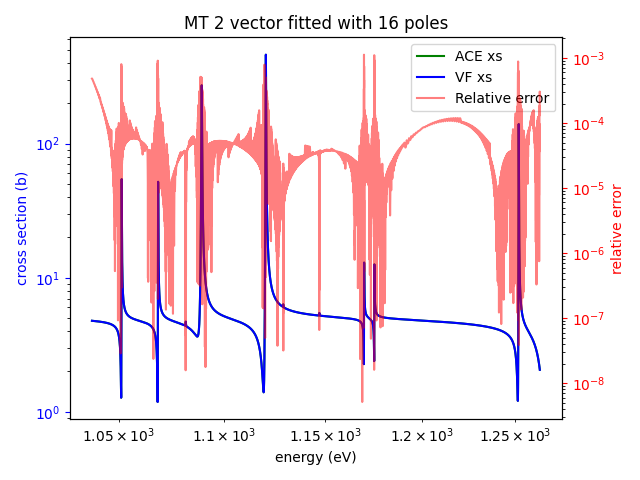 MT 2 vector fitted with 16 poles
ACE xs
VF xs
Relative error
cross section (b)
10²
10¹
10⁰
relative error
10⁻³
10⁻⁴
10⁻⁵
10⁻⁶
10⁻⁷
10⁻⁸
1.05 × 10³
1.1 × 10³
1.15 × 10³
1.2 × 10³
1.25 × 10³
energy (eV)